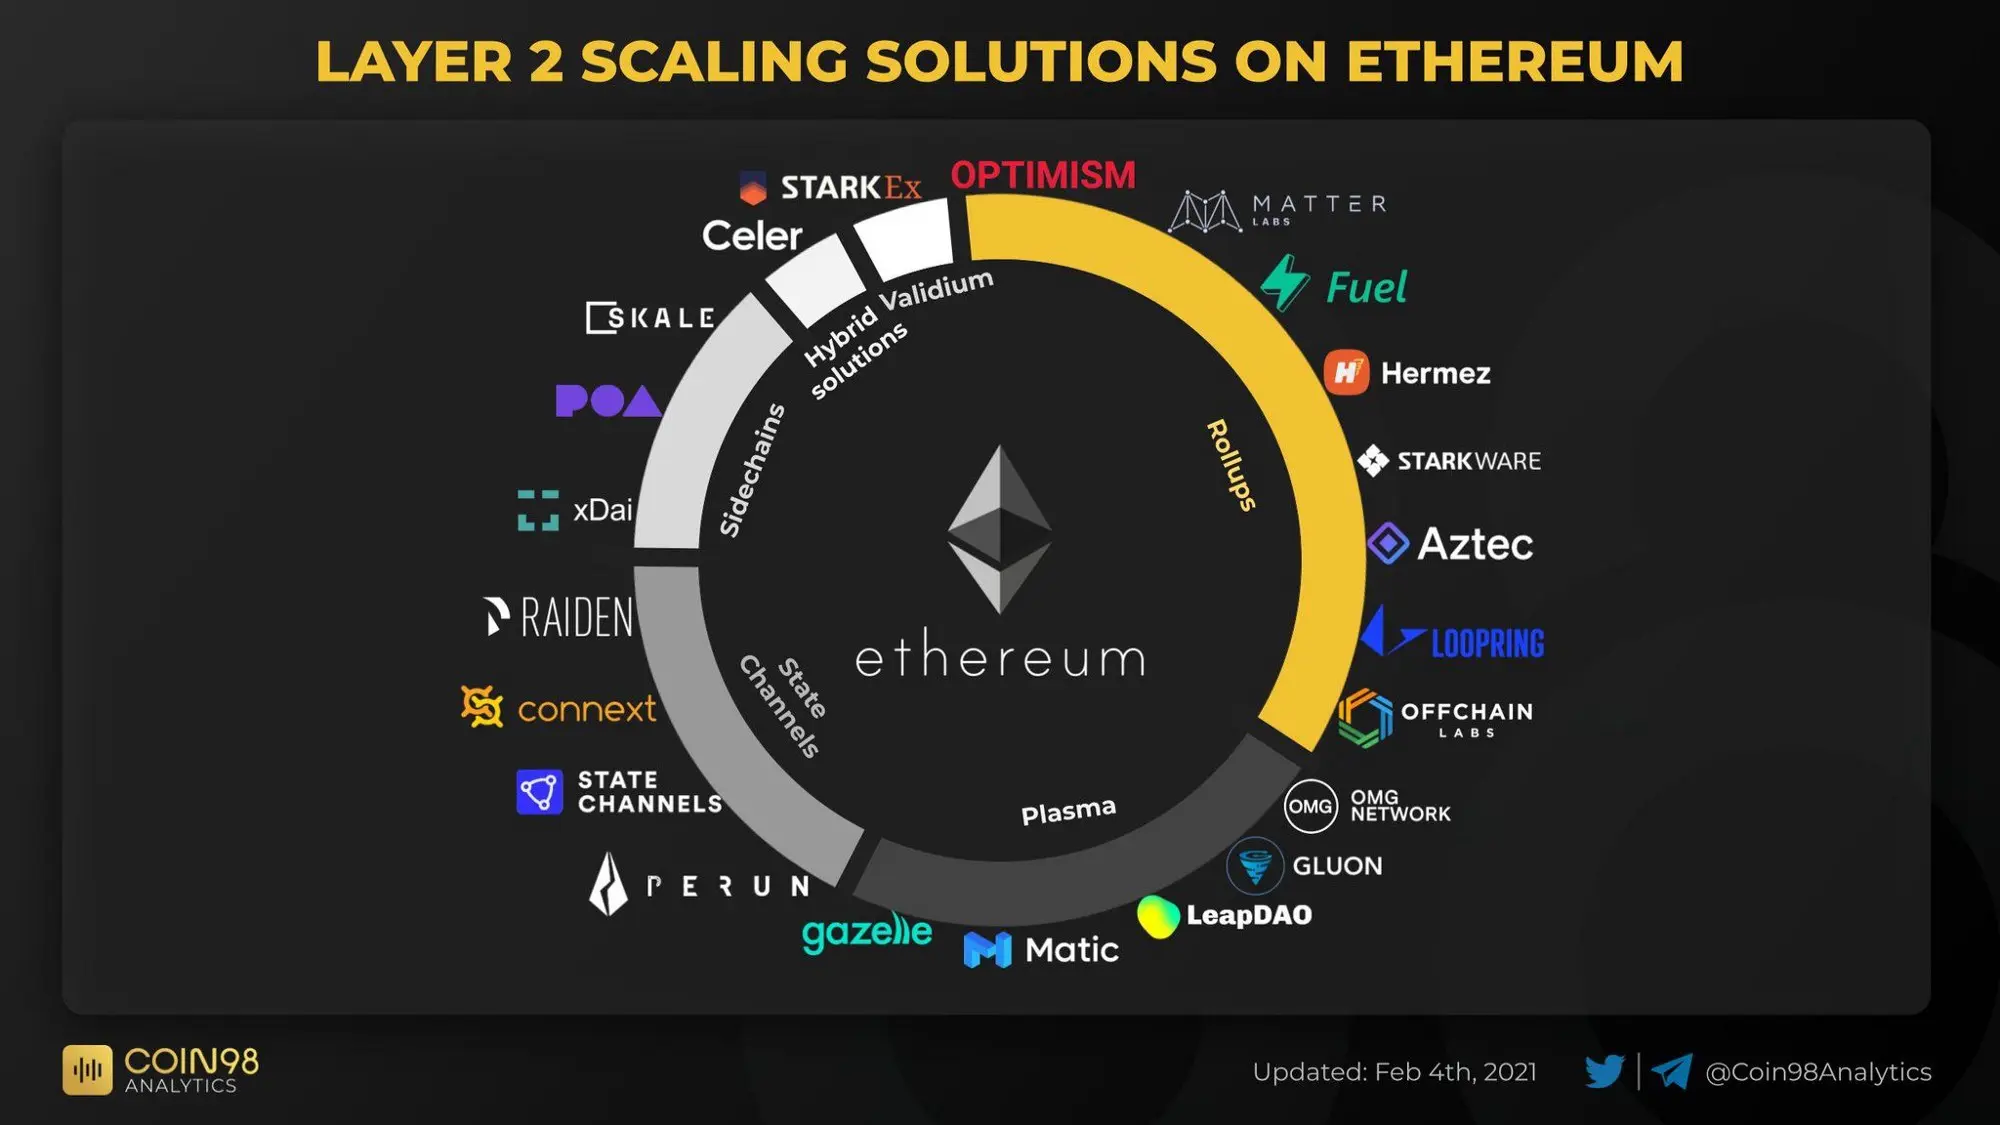 LAYER 2 SCALING SOLUTIONS ON ETHEREUM
STARKEx
OPTIMISM
MATTER
LABS
Celer
Fuel
SKALE
Hermez
POA
STARKWARE
xDai
Aztec
RAIDEN
LOOPRING
connext
OFFCHAIN
LABS
STATE
CHANNELS
OMG
OMG
NETWORK
GLUON
PERUN
LeapDAO
gazelle
Matic
Validium
Hybrid
solutions
Rollups
Sidechains
State
Channels
Plasma
ethereum
COIN98
ANALYTICS
Updated: Feb 4th, 2021
@Coin98Analytics